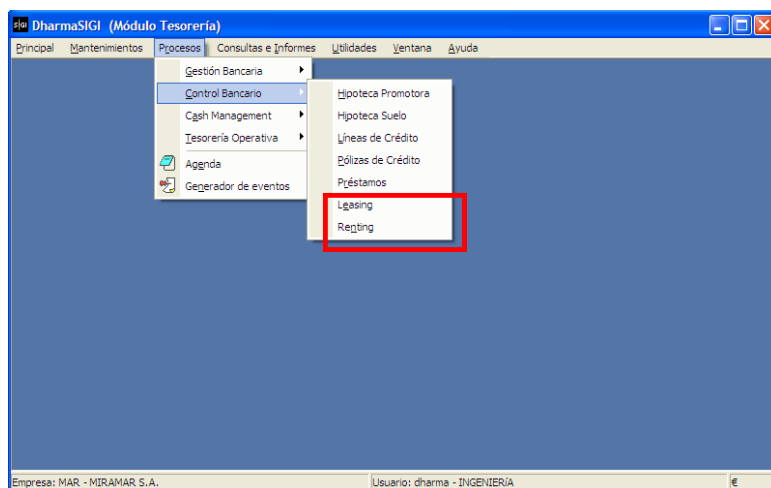 sigi DharmaSIGI (Módulo Tesorería)
Principal Mantenimientos Procesos Consultas e Informes Utilidades Ventana Ayuda
Gestión Bancaria
Control Bancario
Cash Management
Tesorería Operativa
Agenda
Generador de eventos
Hipoteca Promotora
Hipoteca Suelo
Líneas de Crédito
Pólizas de Crédito
Préstamos
Leasing
Renting
Empresa: MAR - MIRAMAR S.A. Usuario: dharma - INGENIERíA €